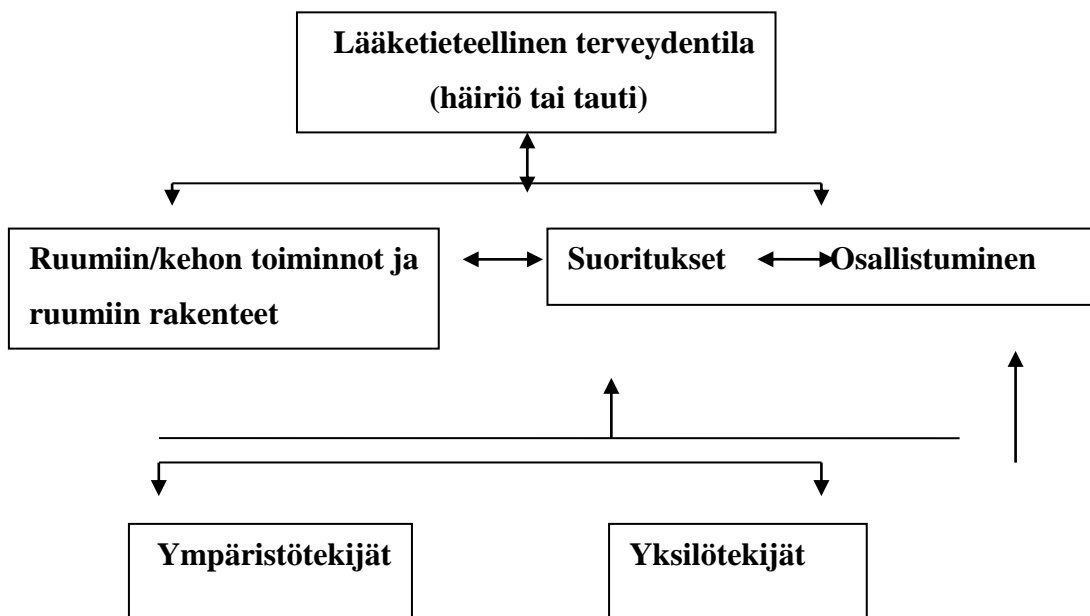 Lääketieteellinen terveydentila
(häiriö tai tauti)
Ruumiin/kehon toiminnot ja
ruumiin rakenteet
Suoritukset
Osallistuminen
Ympäristötekijät
Yksilötekijät